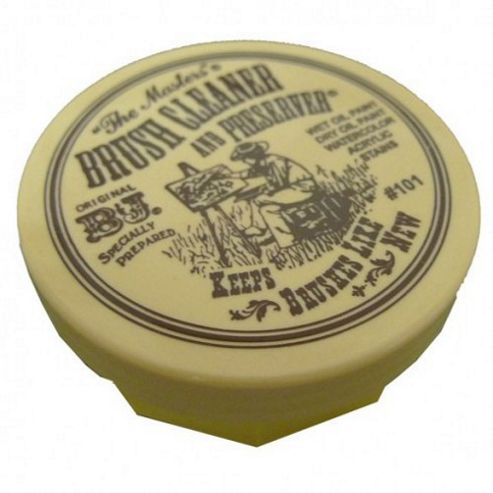 "The Masters"®
BRUSH CLEANER
AND PRESERVER®
WET OIL PAINT
DRY OIL PAINT
WATERCOLOR
ACRYLIC
STAINS
#101
ORIGINAL
B&J.
SPECIALLY
PREPARED
KEEPS
BRUSHES LIKE
NEW